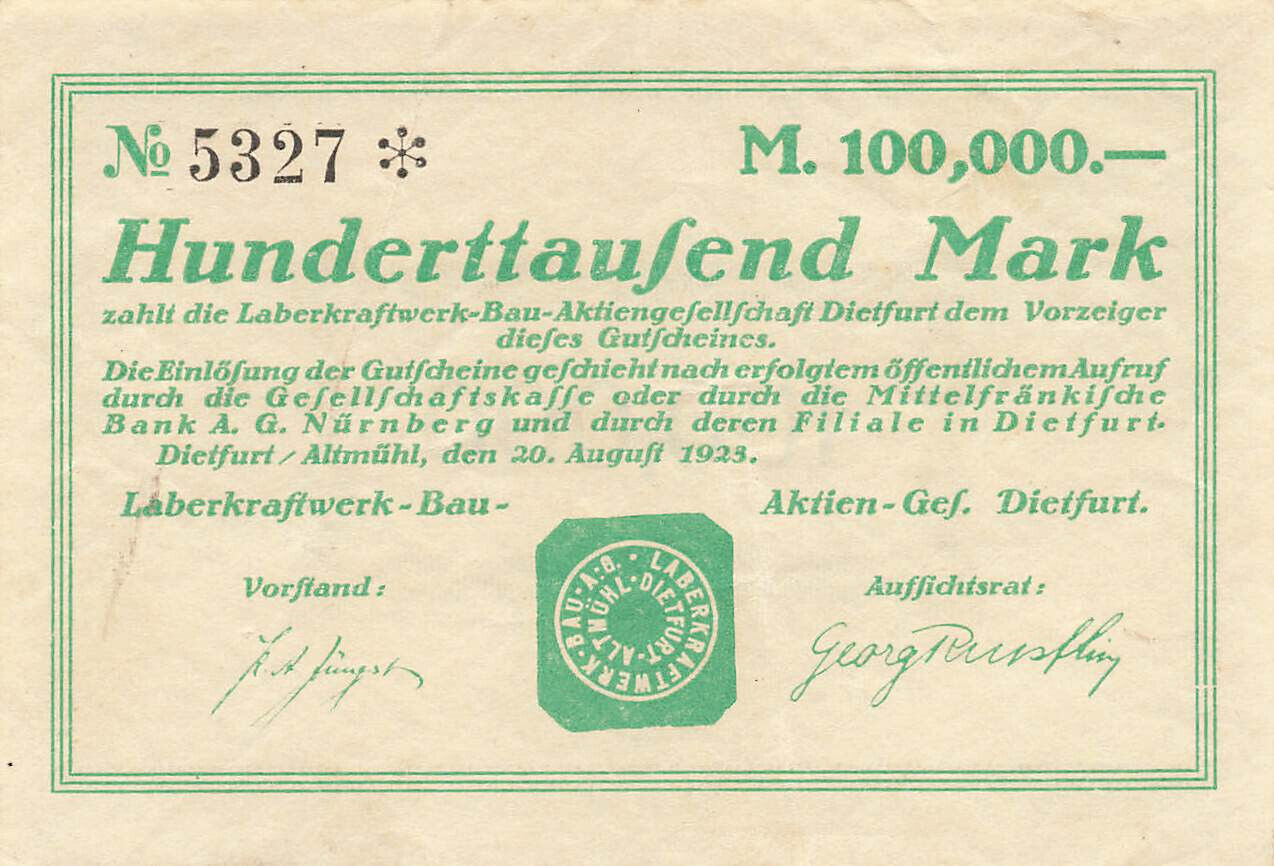 № 5327 *
M. 100,000.—
Hunderttauſend Mark
zahlt die Laberkraftwerk-Bau-Aktiengeſellſchaft Dietfurt dem Vorzeiger
dieſes Gutſcheines.
Die Einlöſung der Gutſcheine geſchieht nach erfolgtem öffentlichem Aufruf
durch die Geſellſchaftskaſſe oder durch die Mittelfränkiſche
Bank A. G. Nürnberg und durch deren Filiale in Dietfurt.
Dietfurt / Altmühl, den 20. Auguſt 1923.
Laberkraftwerk-Bau-
Aktien-Geſ. Dietfurt.
Vorſtand:
Aufſichtsrat:
LABERKRAFTWERK·BAU·A·G.·
DIETFURT·ALTMÜHL·
Georg